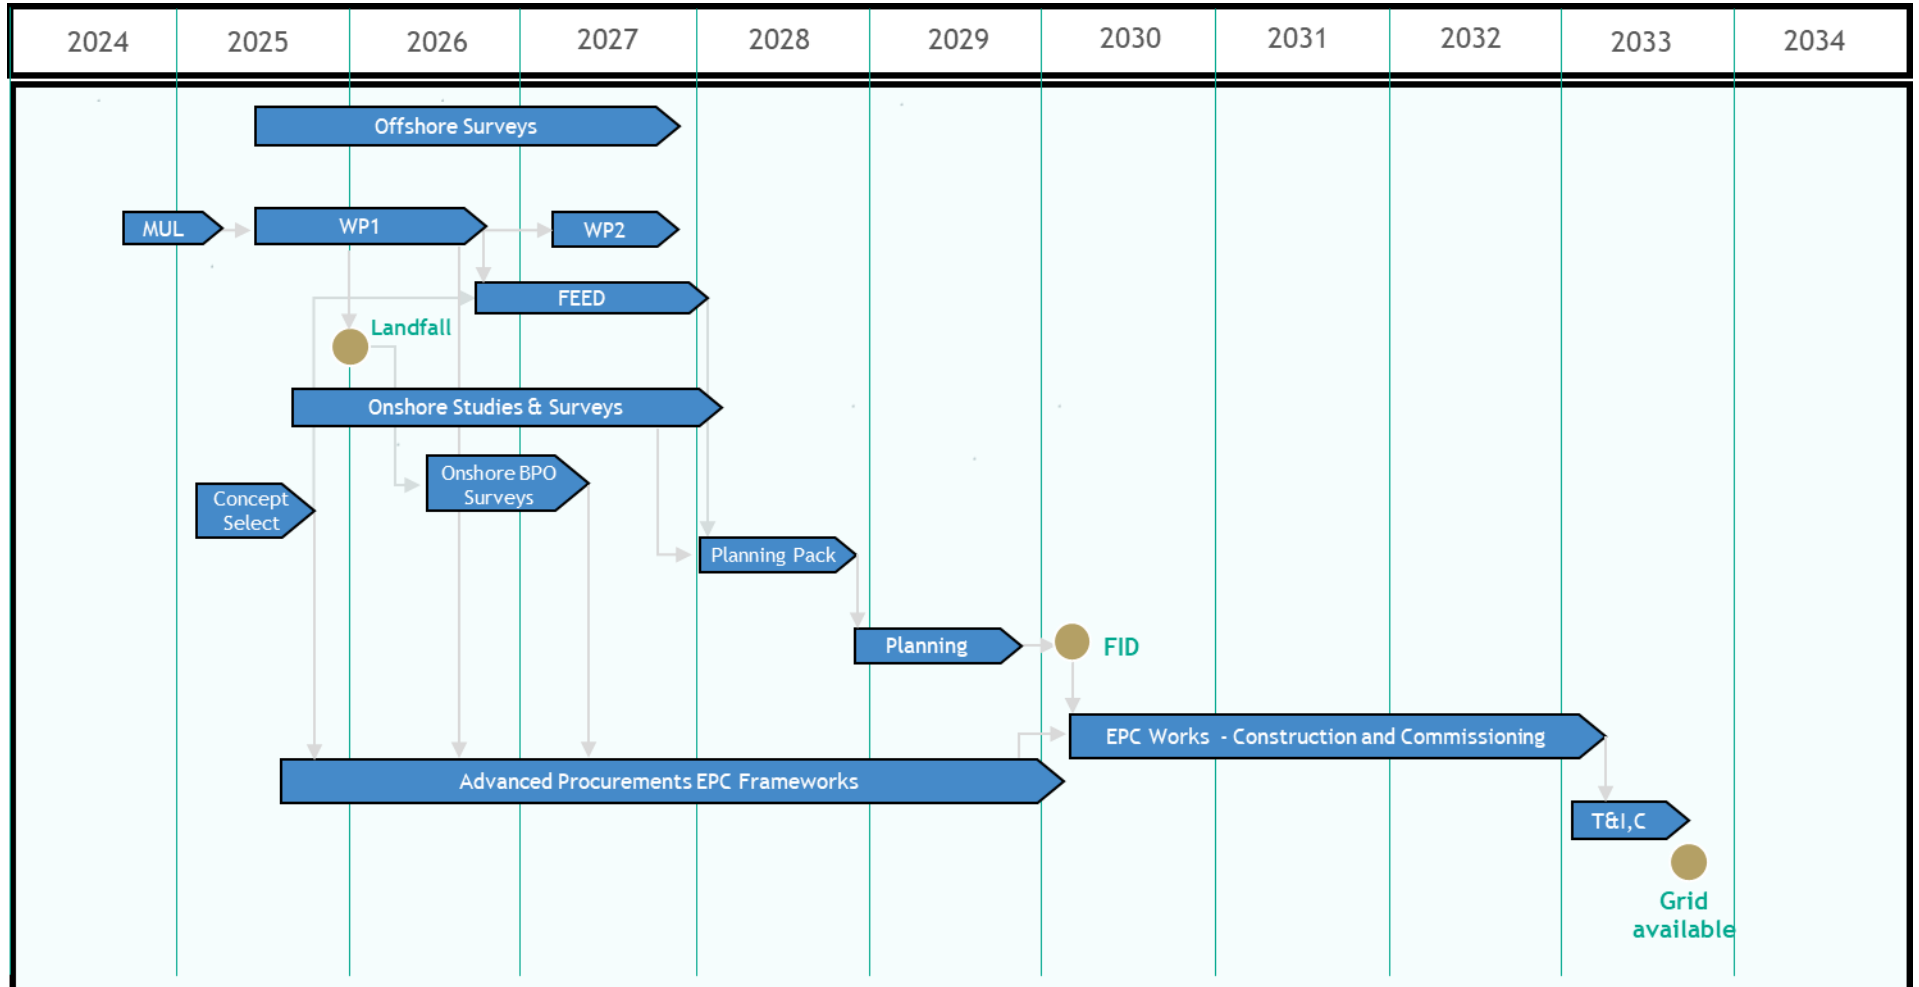 2024 2025 2026 2027 2028 2029 2030 2031 2032 2033 2034
Offshore Surveys
MUL
WP1
WP2
FEED
Landfall
Onshore Studies & Surveys
Onshore BPO
Surveys
Concept
Select
Planning Pack
Planning
FID
EPC Works - Construction and Commissioning
Advanced Procurements EPC Frameworks
T&I,C
Grid
available